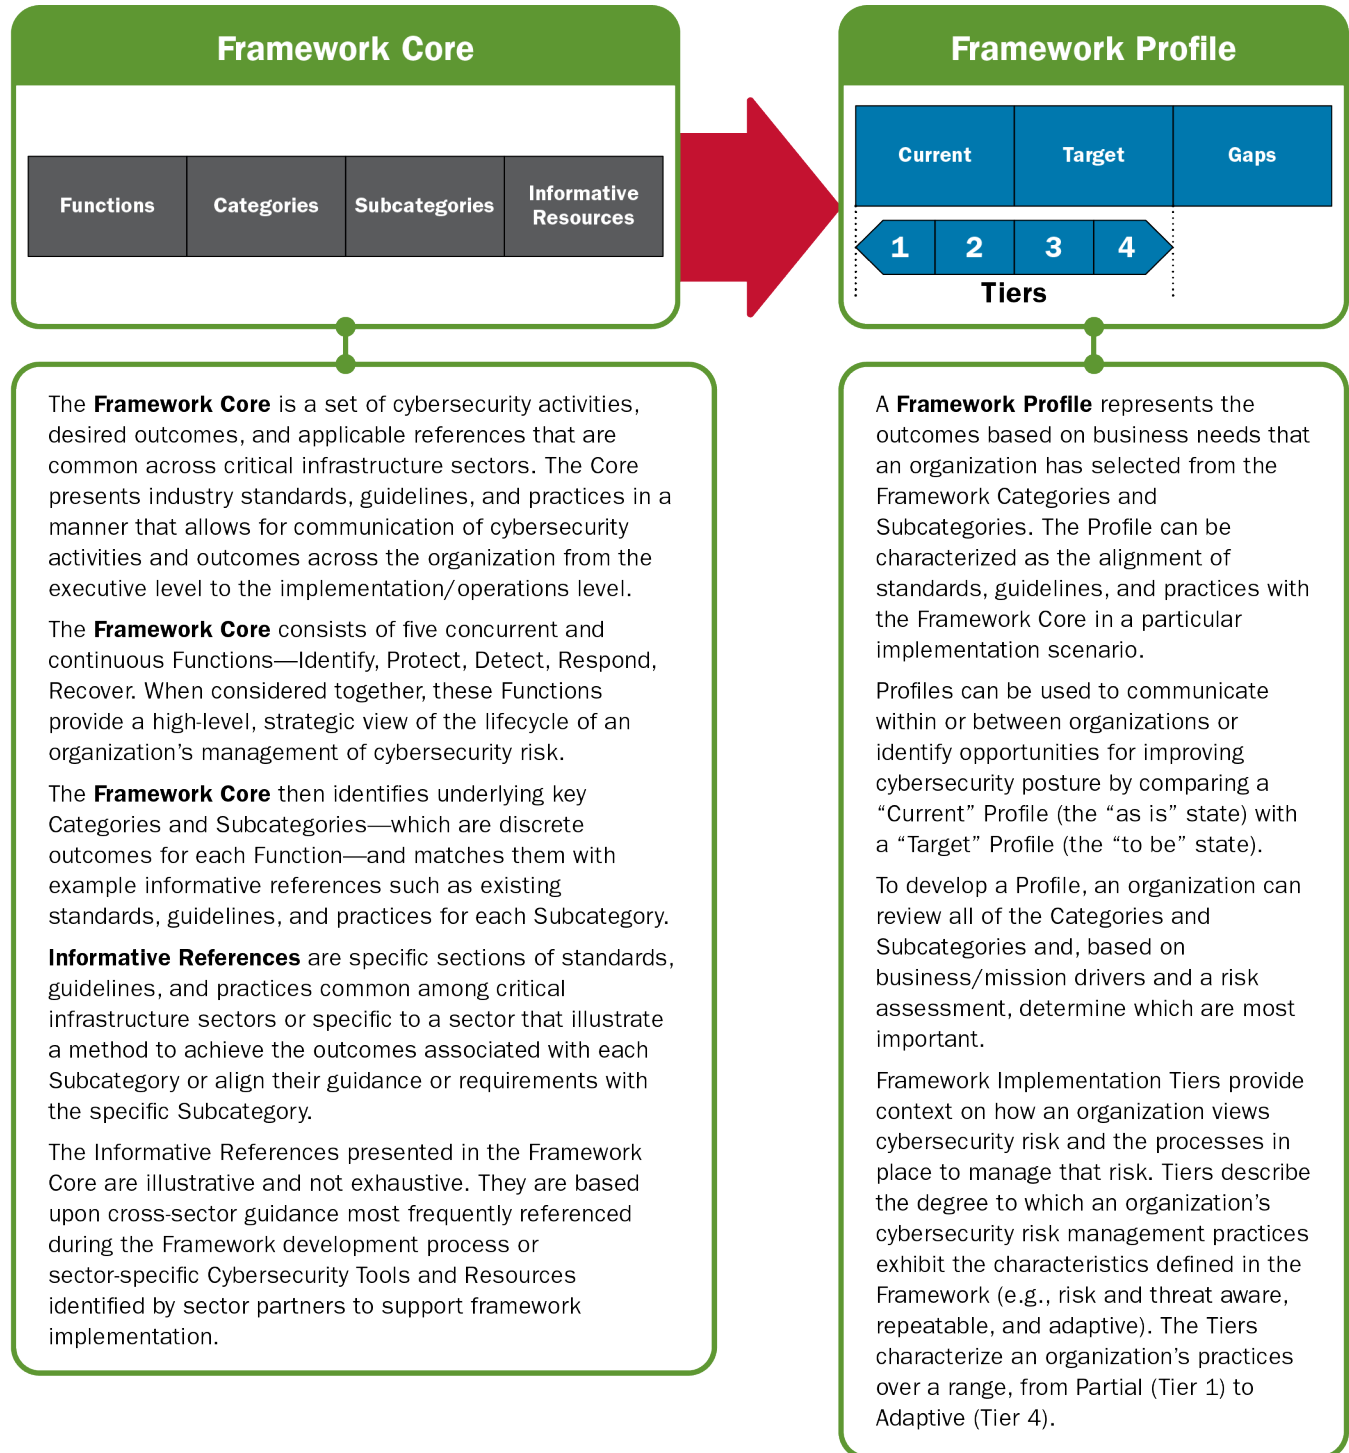 Framework Core
Functions
Categories
Subcategories
Informative
Resources
The Framework Core is a set of cybersecurity activities,
desired outcomes, and applicable references that are
common across critical infrastructure sectors. The Core
presents industry standards, guidelines, and practices in a
manner that allows for communication of cybersecurity
activities and outcomes across the organization from the
executive level to the implementation/operations level.
The Framework Core consists of five concurrent and
continuous Functions—Identify, Protect, Detect, Respond,
Recover. When considered together, these Functions
provide a high-level, strategic view of the lifecycle of an
organization’s management of cybersecurity risk.
The Framework Core then identifies underlying key
Categories and Subcategories—which are discrete
outcomes for each Function—and matches them with
example informative references such as existing
standards, guidelines, and practices for each Subcategory.
Informative References are specific sections of standards,
guidelines, and practices common among critical
infrastructure sectors or specific to a sector that illustrate
a method to achieve the outcomes associated with each
Subcategory or align their guidance or requirements with
the specific Subcategory.
The Informative References presented in the Framework
Core are illustrative and not exhaustive. They are based
upon cross-sector guidance most frequently referenced
during the Framework development process or
sector-specific Cybersecurity Tools and Resources
identified by sector partners to support framework
implementation.
Framework Profile
Current
Target
Gaps
1 2 3 4
Tiers
A Framework Profile represents the
outcomes based on business needs that
an organization has selected from the
Framework Categories and
Subcategories. The Profile can be
characterized as the alignment of
standards, guidelines, and practices with
the Framework Core in a particular
implementation scenario.
Profiles can be used to communicate
within or between organizations or
identify opportunities for improving
cybersecurity posture by comparing a
“Current” Profile (the “as is” state) with
a “Target” Profile (the “to be” state).
To develop a Profile, an organization can
review all of the Categories and
Subcategories and, based on
business/mission drivers and a risk
assessment, determine which are most
important.
Framework Implementation Tiers provide
context on how an organization views
cybersecurity risk and the processes in
place to manage that risk. Tiers describe
the degree to which an organization’s
cybersecurity risk management practices
exhibit the characteristics defined in the
Framework (e.g., risk and threat aware,
repeatable, and adaptive). The Tiers
characterize an organization’s practices
over a range, from Partial (Tier 1) to
Adaptive (Tier 4).